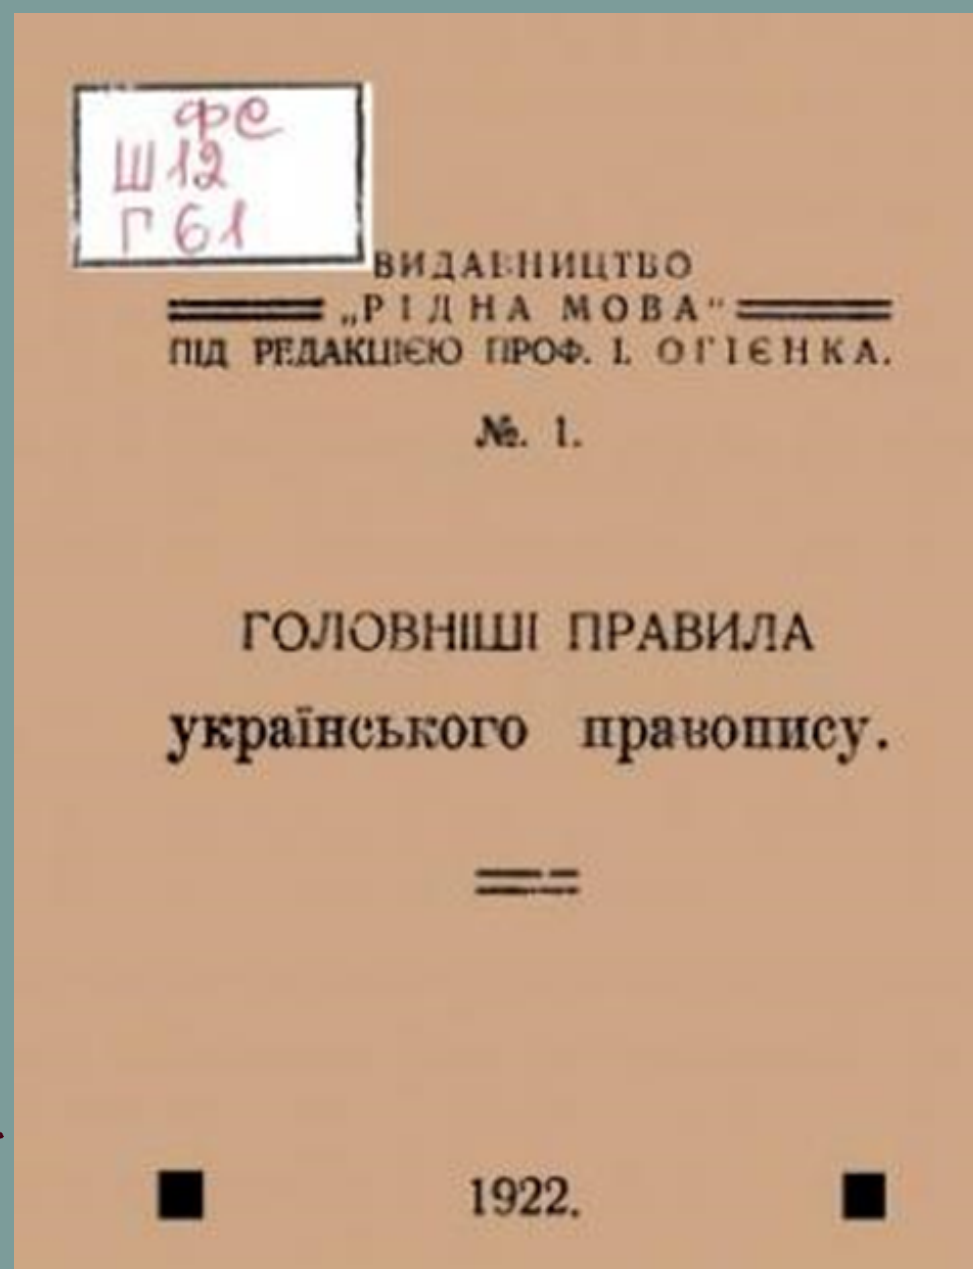 фс
Ш12
Г61
ВИДАВНИЦТВО
„РІДНА МОВА“
ПІД РЕДАКЦІЄЮ ПРОФ. І. ОГІЄНКА.
№. 1.
ГОЛОВНІШІ ПРАВИЛА
українського правопису.
1922.